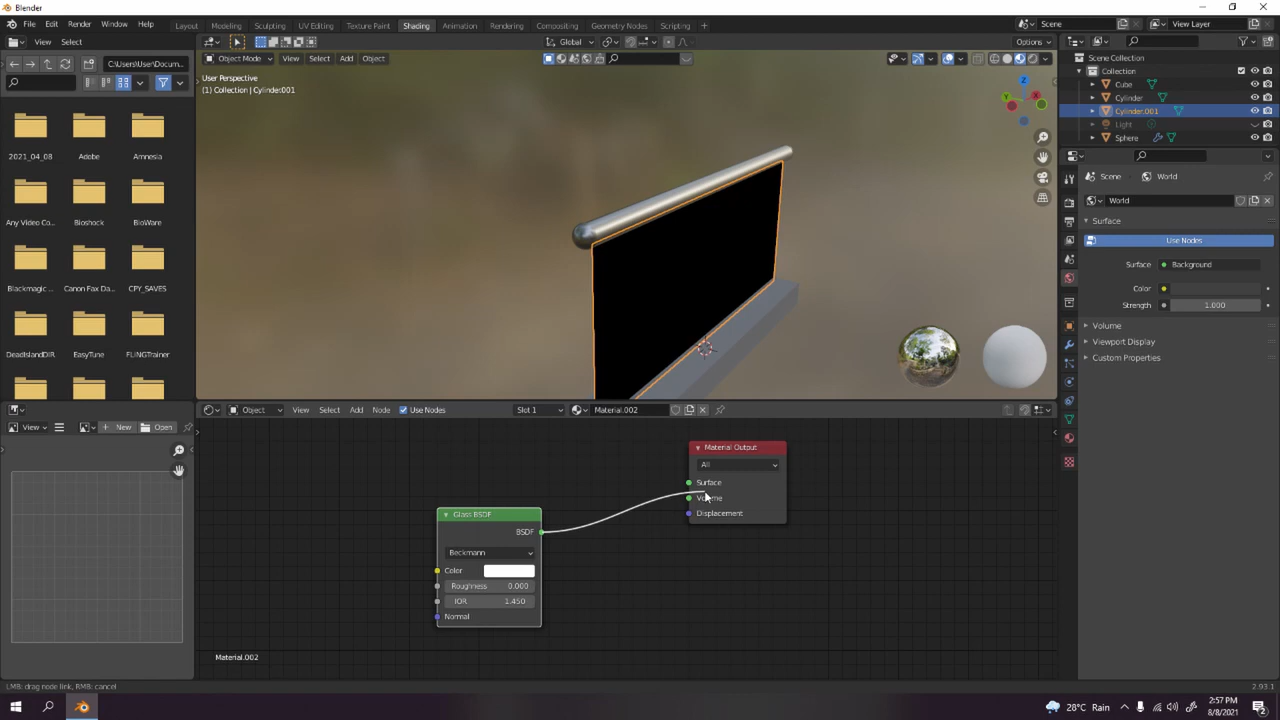 Blender
File Edit Render Window Help
Layout Modeling Sculpting UV Editing Texture Paint Shading Animation Rendering Compositing Geometry Nodes Scripting +
Scene
View Layer
View Select
Global
Options
C:\Users\User\Docum...
Object Mode View Select Add Object
User Perspective
(1) Collection | Cylinder.001
2021_04_08 Adobe Amnesia
Any Video Co... Bioshock BioWare
Blackmagic ... Canon Fax Da... CPY_SAVES
DeadIslandDIR EasyTune FLiNGTrainer
X
Y
Z
Scene Collection
Collection
Cube
Cylinder
Cylinder.001
Light
Sphere
Scene World
World
Surface
Use Nodes
Surface Background
Color
Strength 1.000
Volume
Viewport Display
Custom Properties
View New Open
Object View Select Add Node Use Nodes Slot 1 Material.002
Material Output
All
Surface
Volume
Displacement
Glass BSDF
BSDF
Beckmann
Color
Roughness 0.000
IOR 1.450
Normal
Material.002
LMB: drag node link, RMB: cancel
2.93.1
28°C Rain
2:57 PM
8/8/2021
2